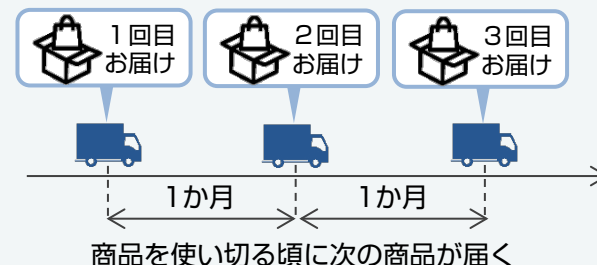 1回目
お届け
2回目
お届け
3回目
お届け
1か月
1か月
商品を使い切る頃に次の商品が届く